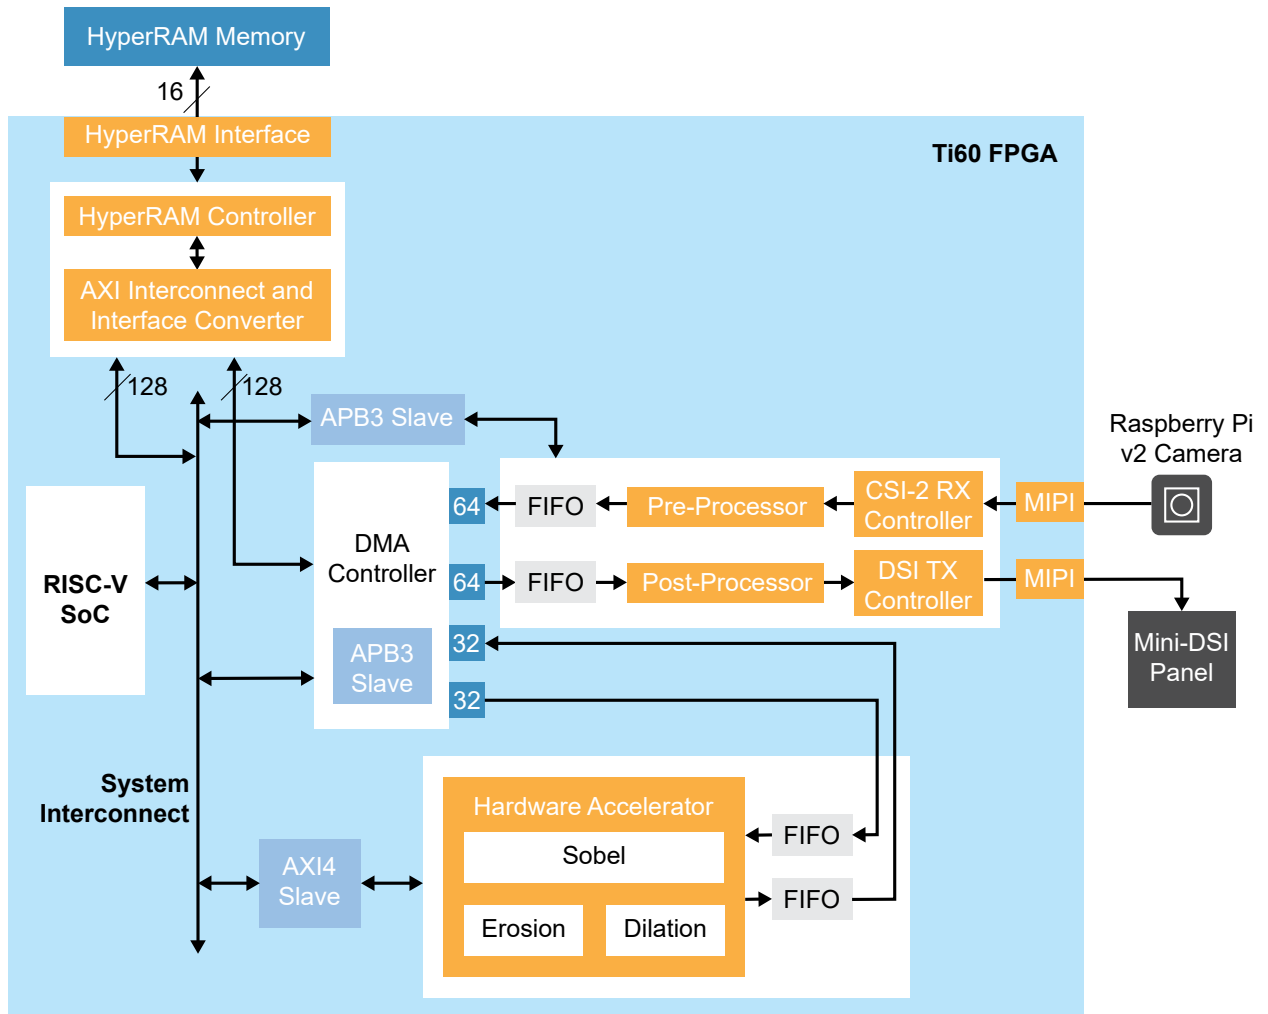 HyperRAM Memory
16
HyperRAM Interface
Ti60 FPGA
HyperRAM Controller
AXI Interconnect and
Interface Converter
128
128
APB3 Slave
Raspberry Pi
v2 Camera
64
FIFO
Pre-Processor
CSI-2 RX
Controller
MIPI
DMA
Controller
RISC-V
SoC
64
FIFO
Post-Processor
DSI TX
Controller
MIPI
Mini-DSI
Panel
32
APB3
Slave
32
System
Interconnect
Hardware Accelerator
Sobel
FIFO
AXI4
Slave
FIFO
Erosion
Dilation